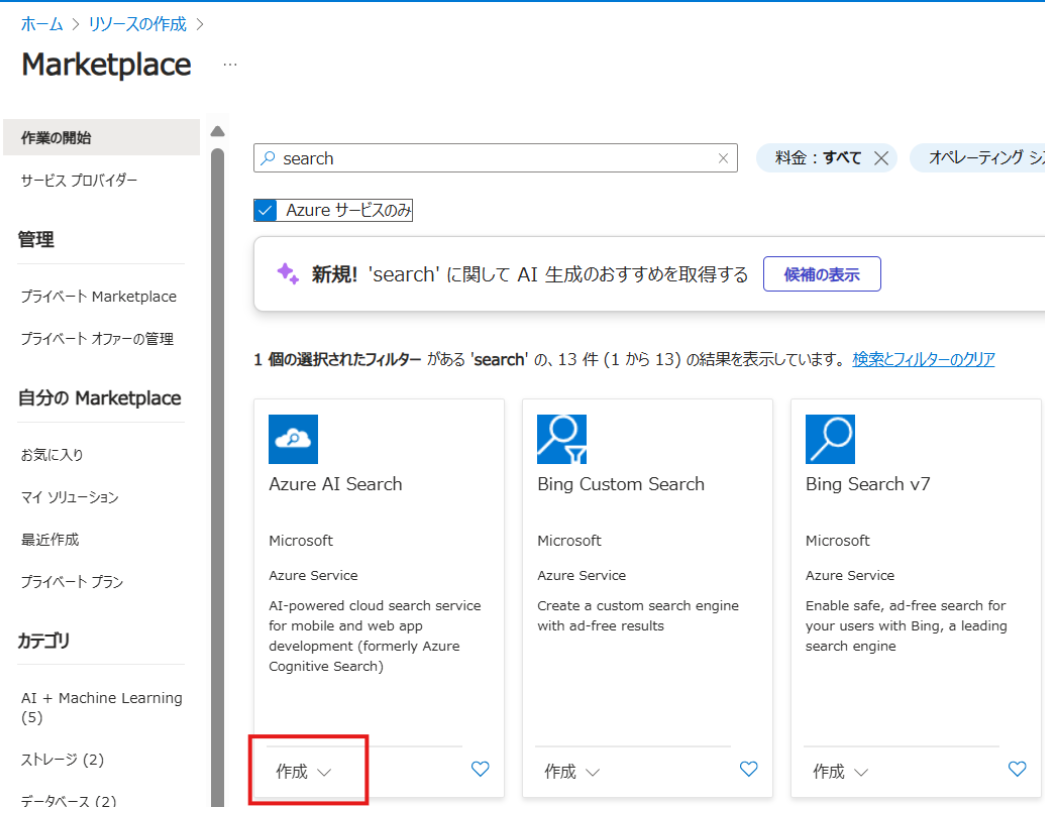 ホーム > リソースの作成 >
Marketplace ...
作業の開始
サービス プロバイダー
管理
プライベート Marketplace
プライベート オファーの管理
自分の Marketplace
お気に入り
マイ ソリューション
最近作成
プライベート プラン
カテゴリ
AI + Machine Learning
(5)
ストレージ (2)
データベース (2)
search
料金 : すべて
オペレーティング シス
Azure サービスのみ
新規! 'search' に関して AI 生成のおすすめを取得する
候補の表示
1 個の選択されたフィルター がある 'search' の、13 件 (1 から 13) の結果を表示しています。 検索とフィルターのクリア
Azure AI Search
Microsoft
Azure Service
AI-powered cloud search service
for mobile and web app
development (formerly Azure
Cognitive Search)
作成
Bing Custom Search
Microsoft
Azure Service
Create a custom search engine
with ad-free results
作成
Bing Search v7
Microsoft
Azure Service
Enable safe, ad-free search for
your users with Bing, a leading
search engine
作成